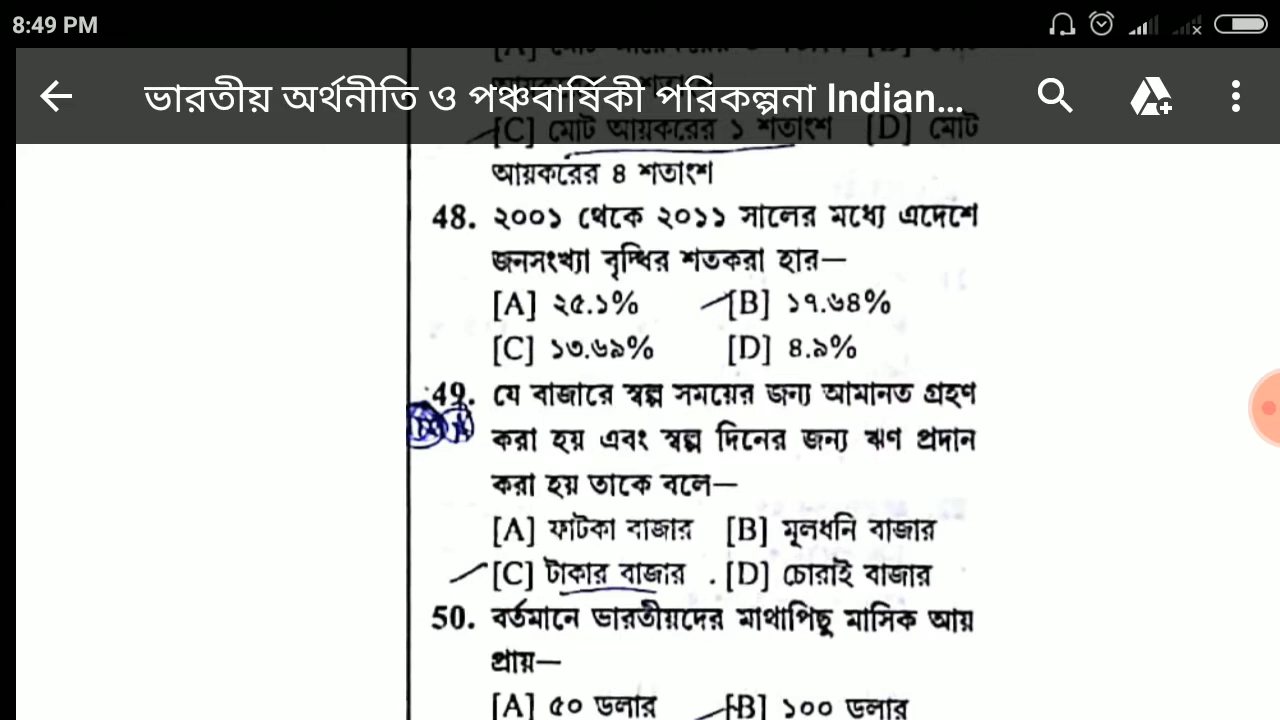 8:49 PM
ভারতীয় অর্থনীতি ও পঞ্চবার্ষিকী পরিকল্পনা Indian...
[C] মোট আয়করের ১ শতাংশ [D] মোট
আয়করের ৪ শতাংশ
48. ২০০১ থেকে ২০১১ সালের মধ্যে এদেশে
জনসংখ্যা বৃদ্ধির শতকরা হার—
[A] ২৫.১% [B] ১৭.৬৪%
[C] ১৩.৬৯% [D] ৪.৯%
49. যে বাজারে স্বল্প সময়ের জন্য আমানত গ্রহণ
করা হয় এবং স্বল্প দিনের জন্য ঋণ প্রদান
করা হয় তাকে বলে—
[A] ফাটকা বাজার [B] মূলধনি বাজার
[C] টাকার বাজার . [D] চোরাই বাজার
50. বর্তমানে ভারতীয়দের মাথাপিছু মাসিক আয়
প্রায়—
[A] ৫০ ডলার [B] ১০০ ডলার